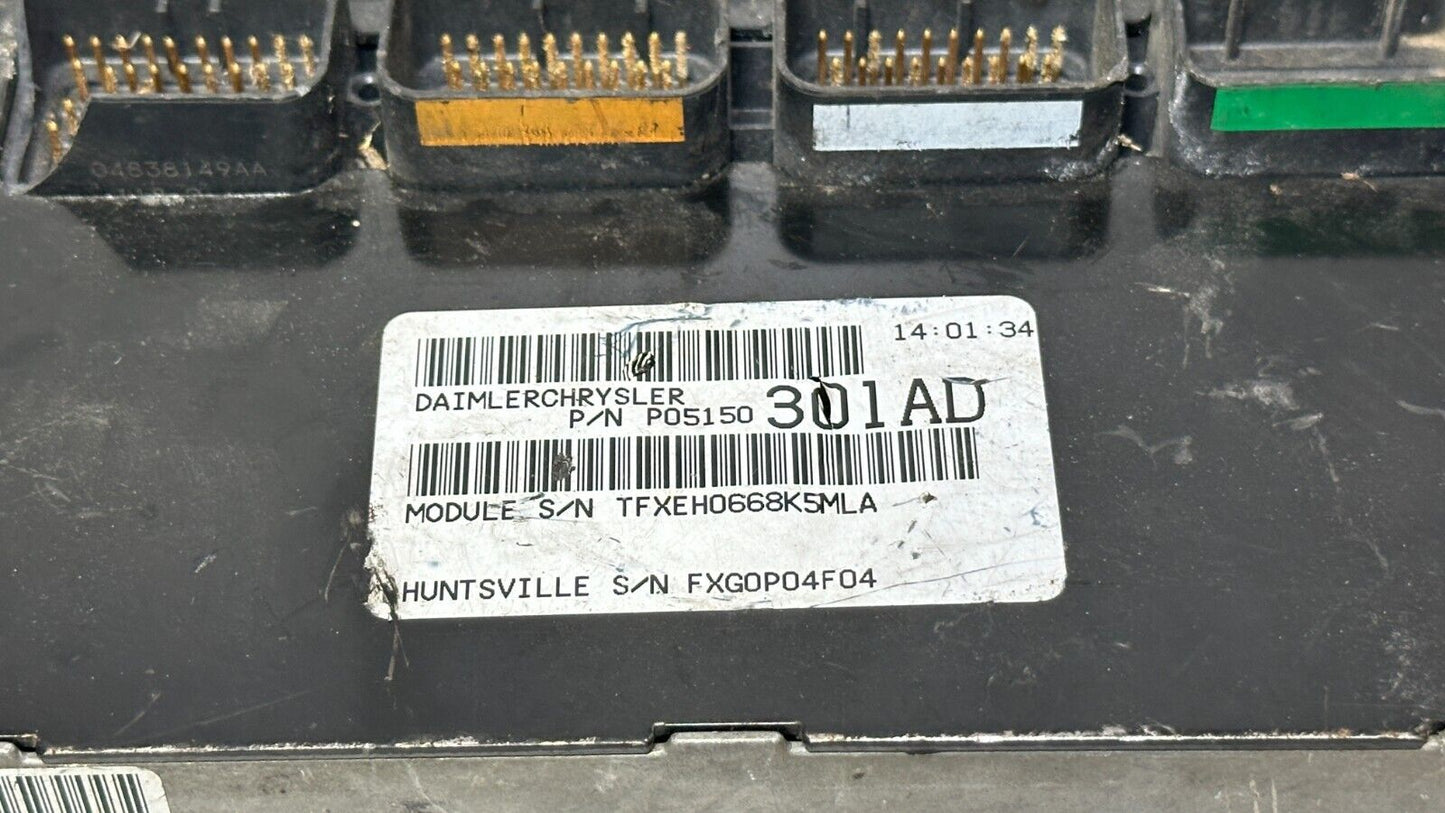 04838149AA
14:01:34
DAIMLERCHRYSLER
P/N P05150 301AD
MODULE S/N TFXEH0668K5MLA
HUNTSVILLE S/N FXG0P04F04